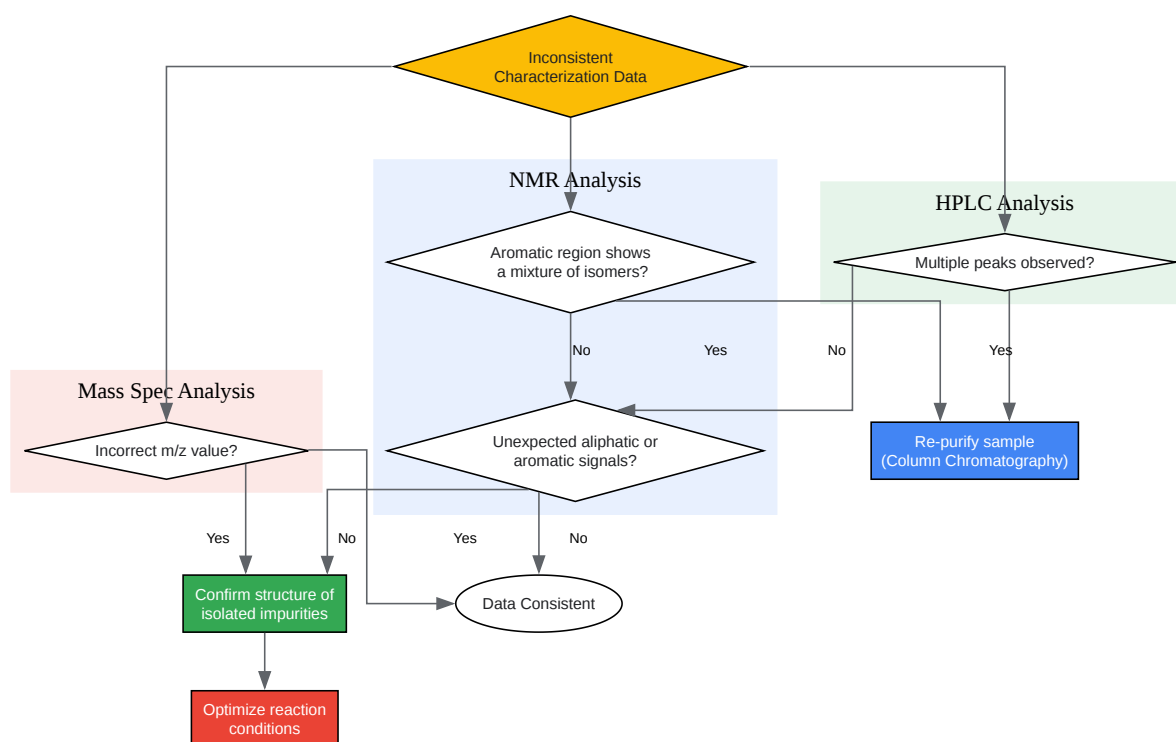 Inconsistent
Characterization Data
NMR Analysis
HPLC Analysis
Aromatic region shows
a mixture of isomers?
Multiple peaks observed?
No
Yes
No
Yes
Mass Spec Analysis
Incorrect m/z value?
Unexpected aliphatic or
aromatic signals?
Re-purify sample
(Column Chromatography)
Yes
No
Yes
No
Confirm structure of
isolated impurities
Data Consistent
Optimize reaction
conditions